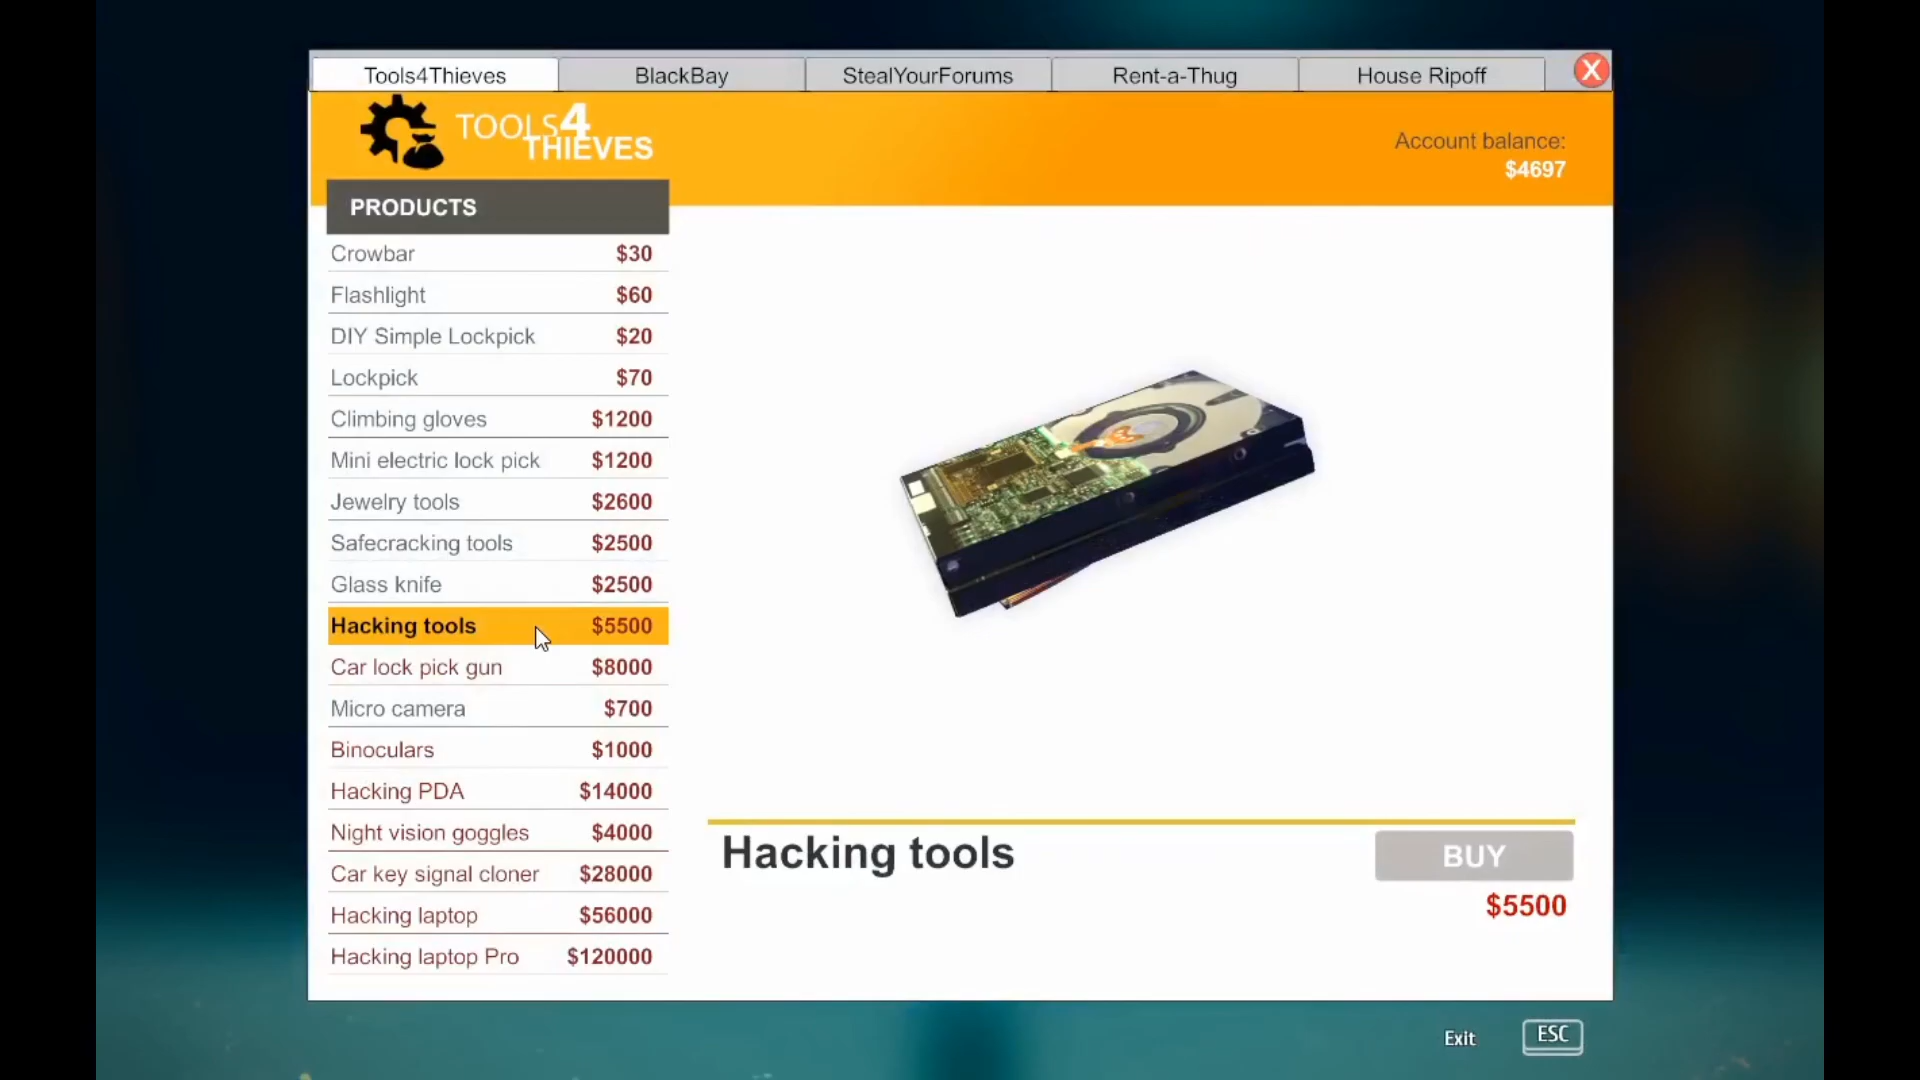 Tools4Thieves BlackBay StealYourForums Rent-a-Thug House Ripoff X
TOOLS4
THIEVES
Account balance:
$4697
PRODUCTS
Crowbar $30
Flashlight $60
DIY Simple Lockpick $20
Lockpick $70
Climbing gloves $1200
Mini electric lock pick $1200
Jewelry tools $2600
Safecracking tools $2500
Glass knife $2500
Hacking tools $5500
Car lock pick gun $8000
Micro camera $700
Binoculars $1000
Hacking PDA $14000
Night vision goggles $4000
Car key signal cloner $28000
Hacking laptop $56000
Hacking laptop Pro $120000
Hacking tools
BUY
$5500
Exit ESC